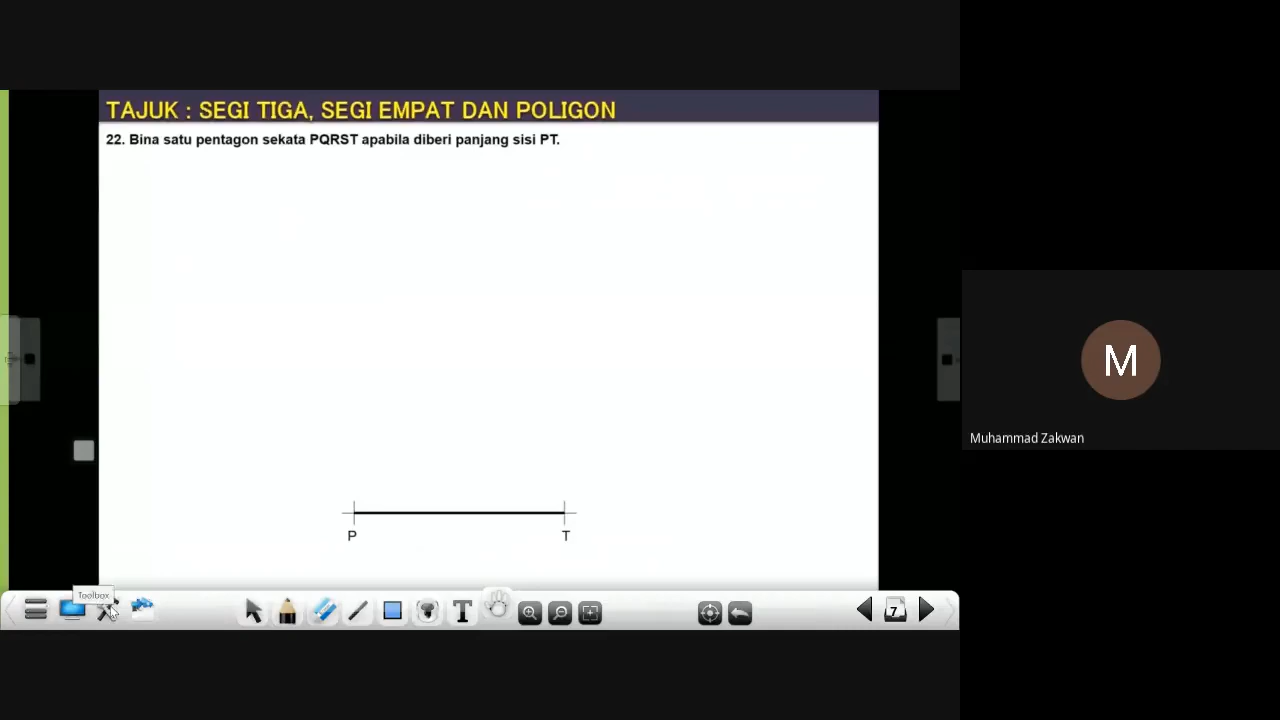 TAJUK : SEGI TIGA, SEGI EMPAT DAN POLIGON
22. Bina satu pentagon sekata PQRST apabila diberi panjang sisi PT.
M
Muhammad Zakwan
P T
Toolbox
T
7